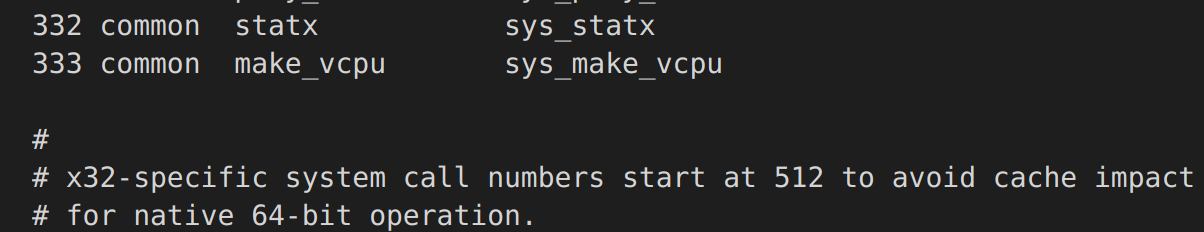 332 common  statx           sys_statx
333 common  make_vcpu       sys_make_vcpu
#
# x32-specific system call numbers start at 512 to avoid cache impact
# for native 64-bit operation.